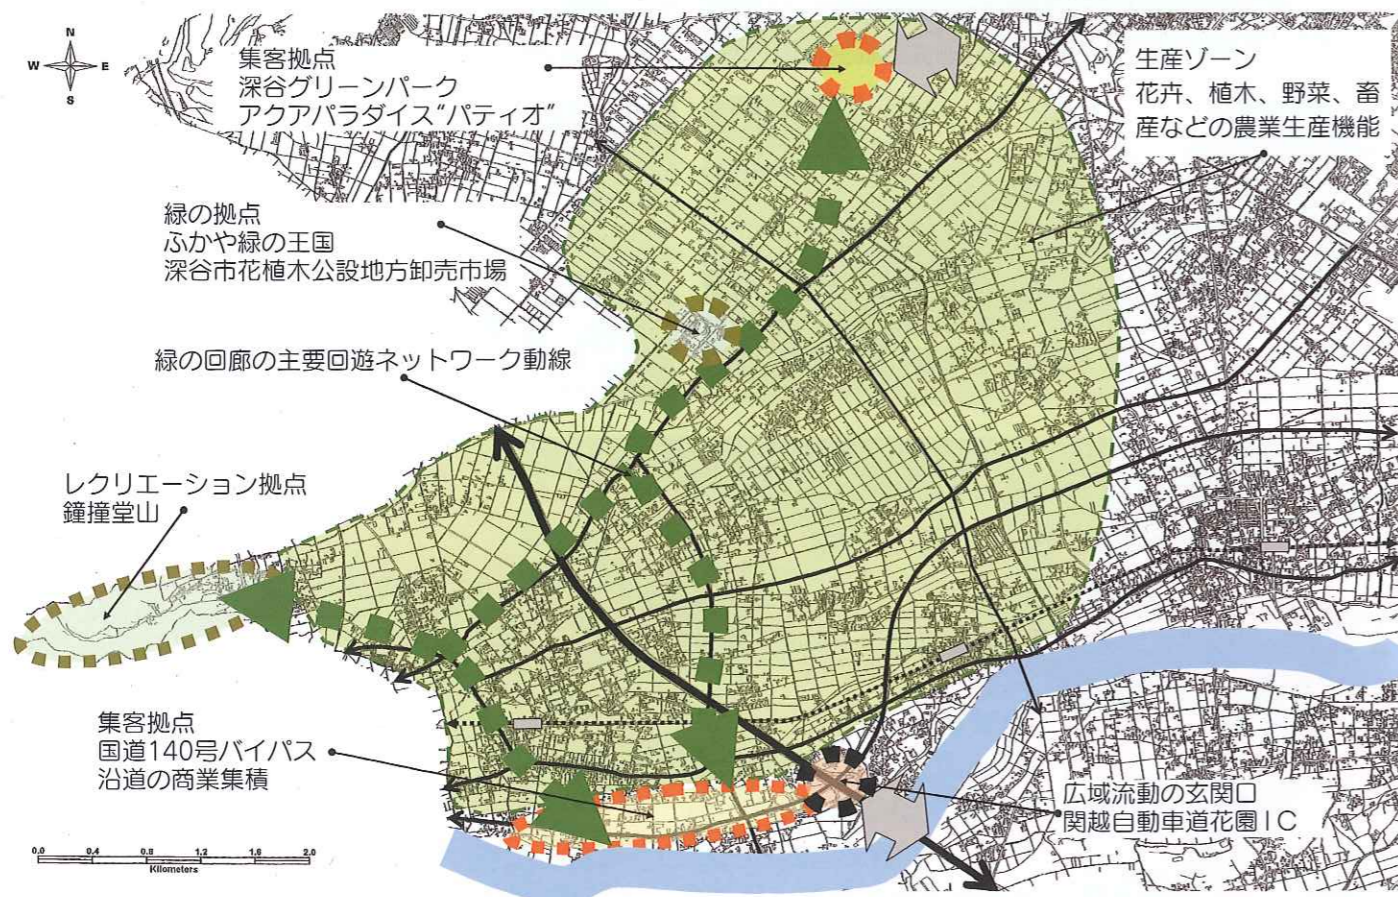 N
W E
S
集客拠点
深谷グリーンパーク
アクアパラダイス“パティオ”
生産ゾーン
花卉、植木、野菜、畜
産などの農業生産機能
緑の拠点
ふかや緑の王国
深谷市花植木公設地方卸売市場
緑の回廊の主要回遊ネットワーク動線
レクリエーション拠点
鐘撞堂山
集客拠点
国道140号バイパス
沿道の商業集積
広域流動の玄関口
関越自動車道花園IC
0.0 0.4 0.8 1.2 1.6 2.0
Kilometers